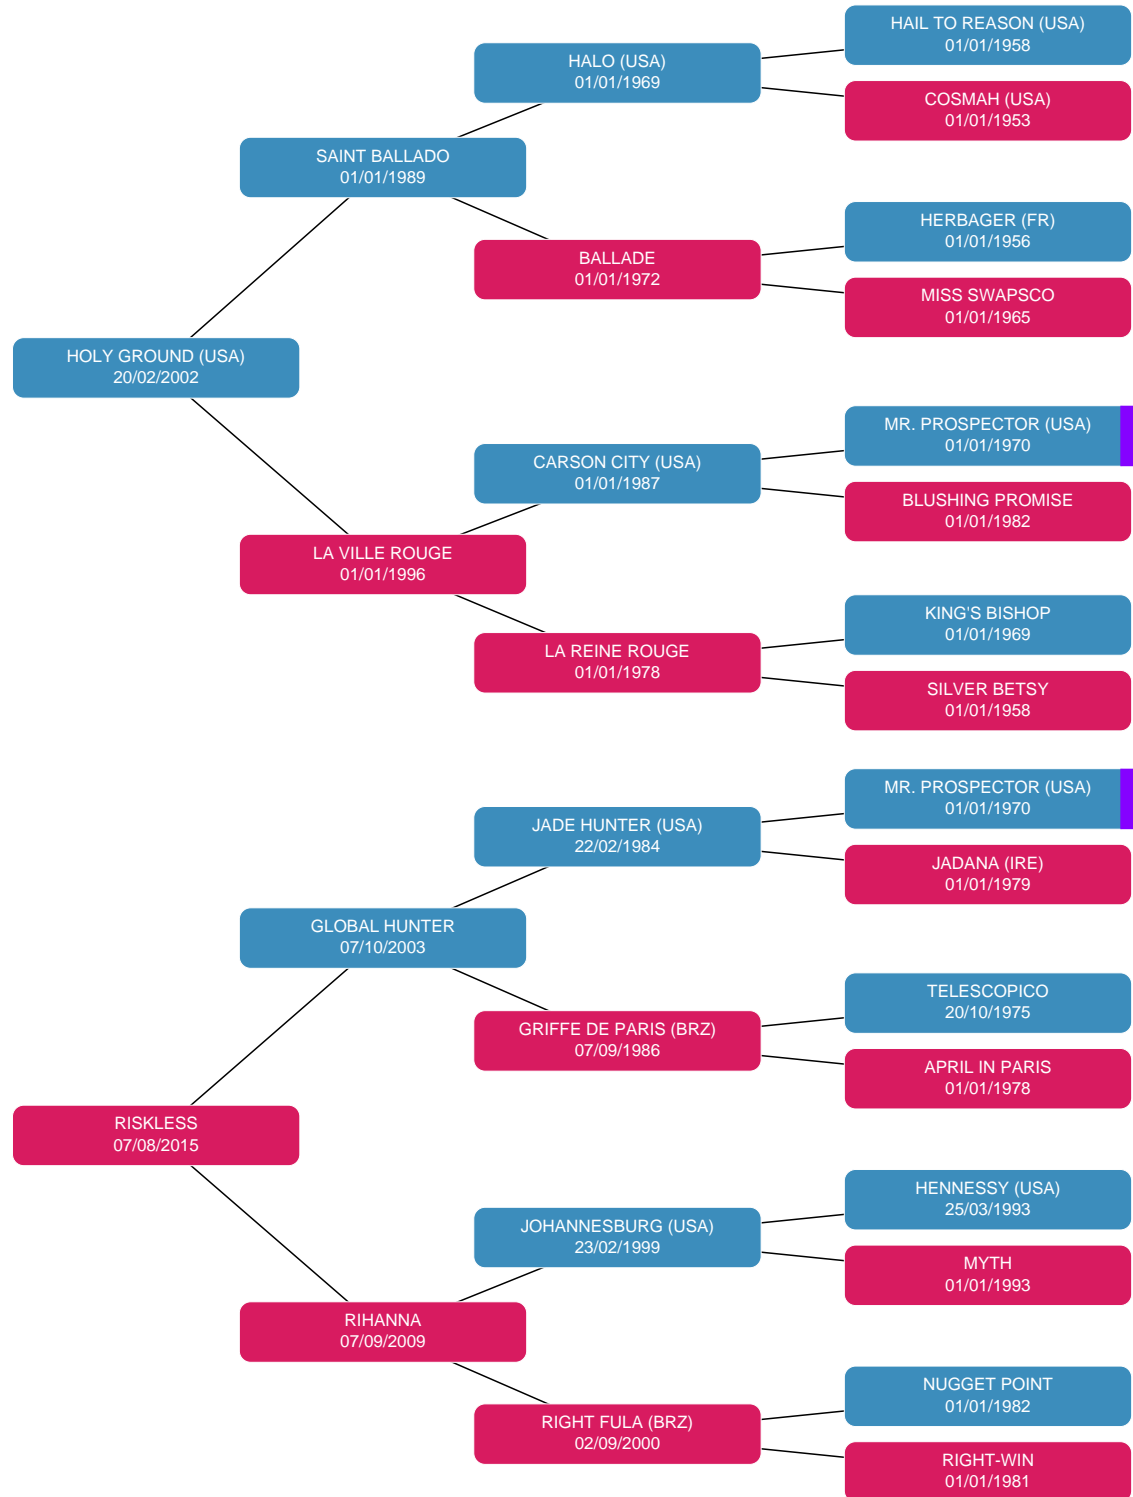 HAIL TO REASON (USA)
01/01/1958
HALO (USA)
01/01/1969
COSMAH (USA)
01/01/1953
SAINT BALLADO
01/01/1989
HERBAGER (FR)
01/01/1956
BALLADE
01/01/1972
MISS SWAPSCO
01/01/1965
HOLY GROUND (USA)
20/02/2002
MR. PROSPECTOR (USA)
01/01/1970
CARSON CITY (USA)
01/01/1987
BLUSHING PROMISE
01/01/1982
LA VILLE ROUGE
01/01/1996
KING'S BISHOP
01/01/1969
LA REINE ROUGE
01/01/1978
SILVER BETSY
01/01/1958
MR. PROSPECTOR (USA)
01/01/1970
JADE HUNTER (USA)
22/02/1984
JADANA (IRE)
01/01/1979
GLOBAL HUNTER
07/10/2003
TELESCOPICO
20/10/1975
GRIFFE DE PARIS (BRZ)
07/09/1986
APRIL IN PARIS
01/01/1978
RISKLESS
07/08/2015
HENNESSY (USA)
25/03/1993
JOHANNESBURG (USA)
23/02/1999
MYTH
01/01/1993
RIHANNA
07/09/2009
NUGGET POINT
01/01/1982
RIGHT FULA (BRZ)
02/09/2000
RIGHT-WIN
01/01/1981